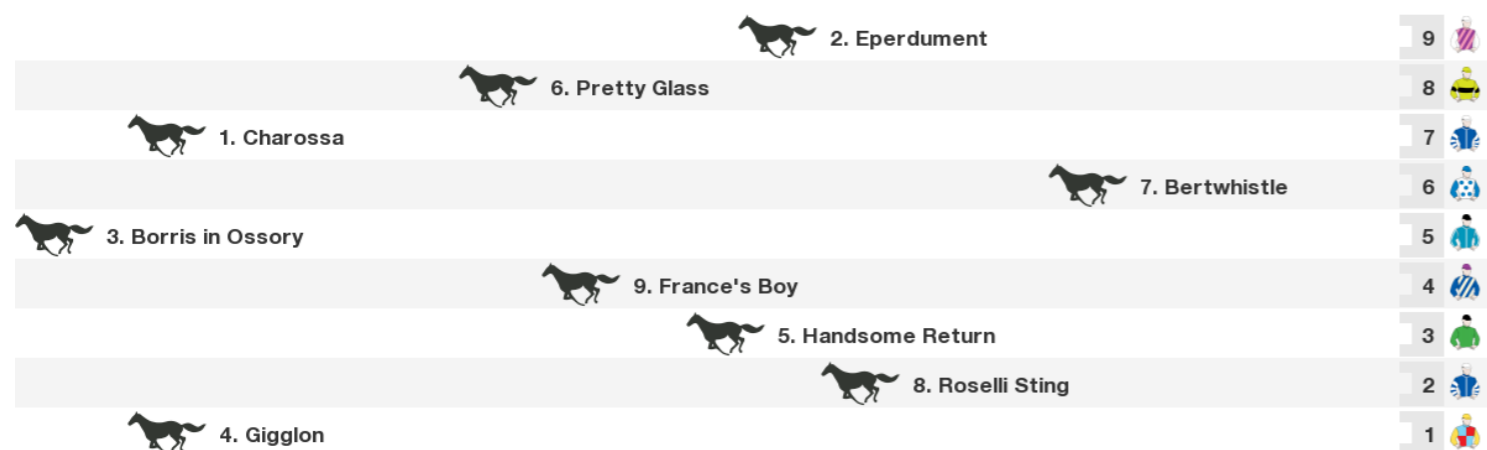 2. Eperdument 9
6. Pretty Glass 8
1. Charossa 7
7. Bertwhistle 6
3. Borris in Ossory 5
9. France's Boy 4
5. Handsome Return 3
8. Roselli Sting 2
4. Gigglon 1